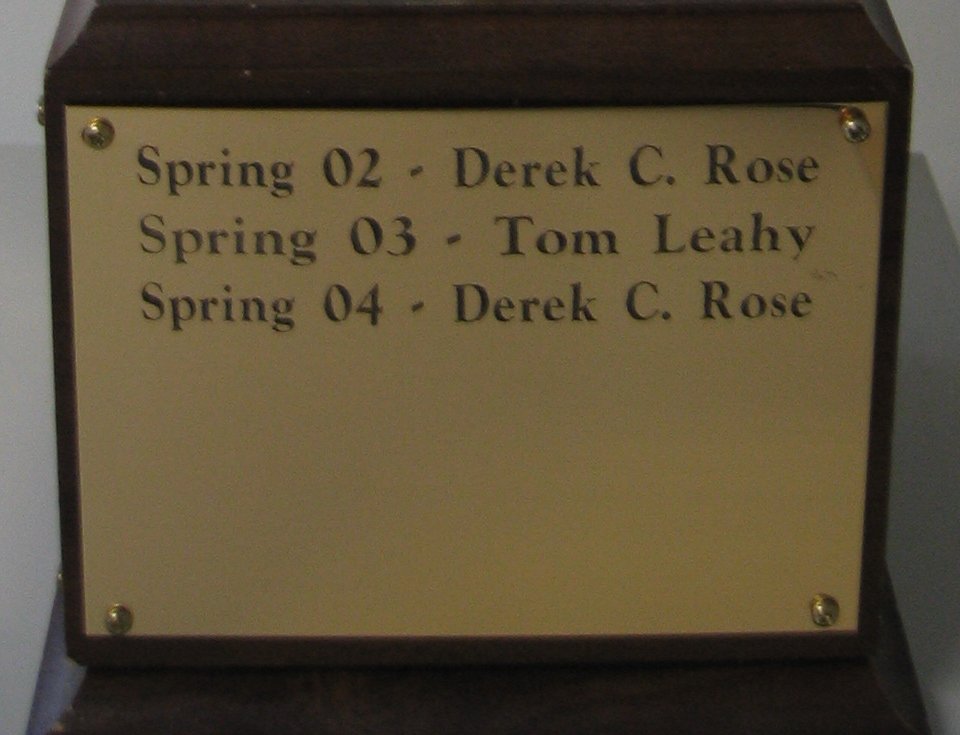 Spring 02 - Derek C. Rose
Spring 03 - Tom Leahy
Spring 04 - Derek C. Rose